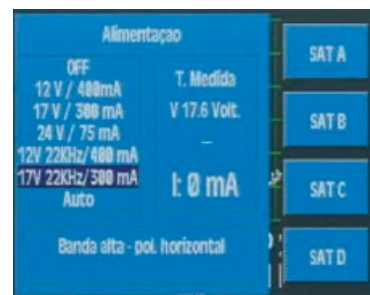 Alimentaçao
OFF
12 V / 400mA
17 V / 300 mA
24 V / 75 mA
12V 22KHz/400 mA
17V 22KHz/300 mA
Auto
T. Medida
V 17.6 Volt.
–
I: 0 mA
Banda alta - pol. horizontal
SAT A
SAT B
SAT C
SAT D